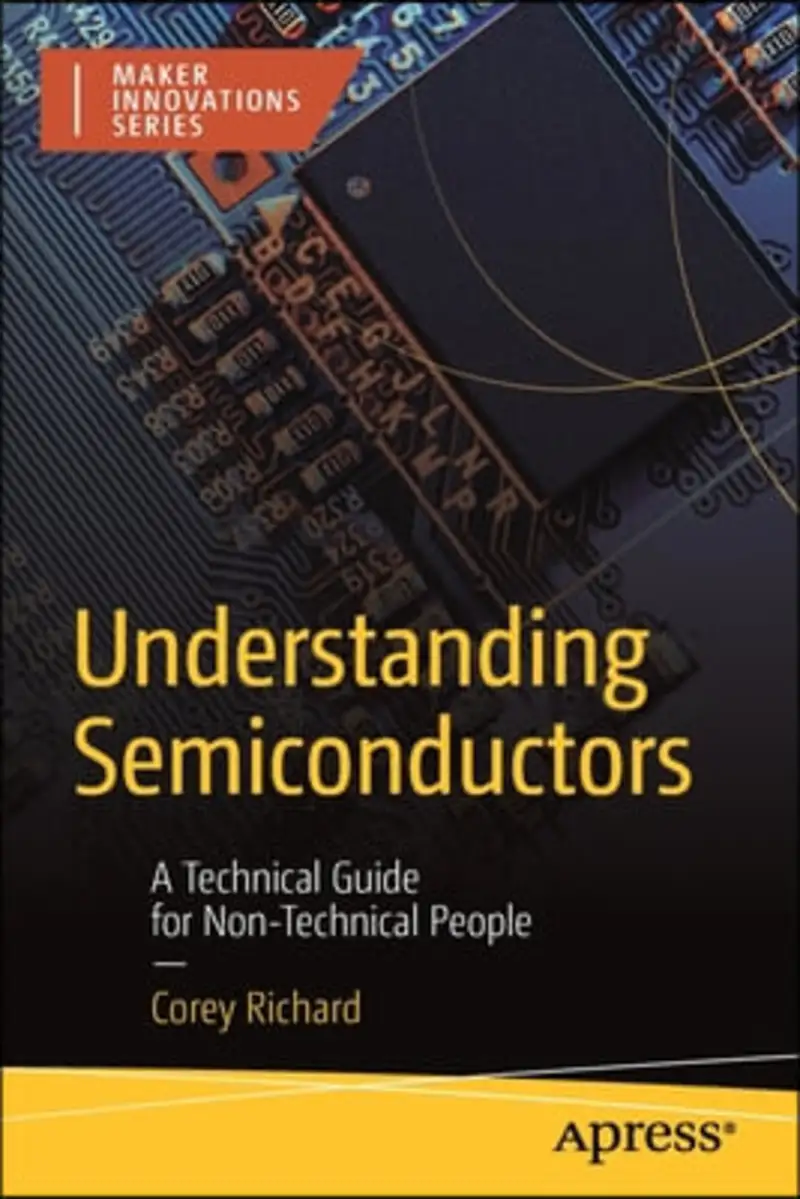 MAKER
INNOVATIONS
SERIES
C
B
E
D
G
F
J
H
L
K
N
M
R
P
Understanding
Semiconductors
A Technical Guide
for Non-Technical People
Corey Richard
Apress®